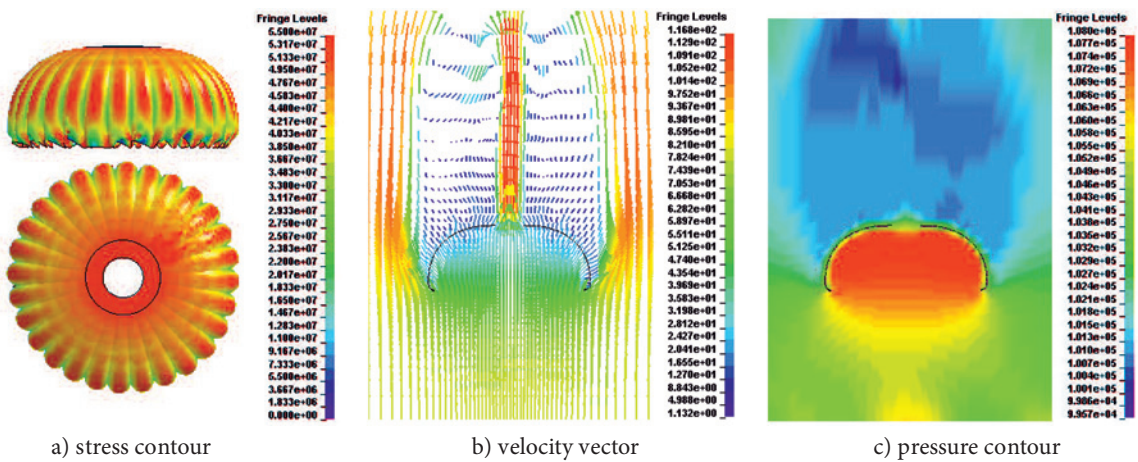 Fringe Levels
5.500e+07
5.317e+07
5.133e+07
4.950e+07
4.767e+07
4.583e+07
4.400e+07
4.217e+07
4.033e+07
3.850e+07
3.667e+07
3.483e+07
3.300e+07
3.117e+07
2.933e+07
2.750e+07
2.567e+07
2.383e+07
2.200e+07
2.017e+07
1.833e+07
1.650e+07
1.467e+07
1.283e+07
1.100e+07
9.167e+06
7.333e+06
5.500e+06
3.667e+06
1.833e+06
0.000e+00
a) stress contour
Fringe Levels
1.168e+02
1.129e+02
1.091e+02
1.052e+02
1.014e+02
9.752e+01
9.367e+01
8.981e+01
8.595e+01
8.210e+01
7.824e+01
7.439e+01
7.053e+01
6.668e+01
6.282e+01
5.897e+01
5.511e+01
5.125e+01
4.740e+01
4.354e+01
3.969e+01
3.583e+01
3.198e+01
2.812e+01
2.427e+01
2.041e+01
1.655e+01
1.270e+01
8.843e+00
4.988e+00
1.132e+00
b) velocity vector
Fringe Levels
1.080e+05
1.077e+05
1.074e+05
1.072e+05
1.069e+05
1.066e+05
1.063e+05
1.060e+05
1.058e+05
1.055e+05
1.052e+05
1.049e+05
1.046e+05
1.043e+05
1.041e+05
1.038e+05
1.035e+05
1.032e+05
1.029e+05
1.027e+05
1.024e+05
1.021e+05
1.018e+05
1.015e+05
1.013e+05
1.010e+05
1.007e+05
1.004e+05
1.001e+05
9.986e+04
9.957e+04
c) pressure contour